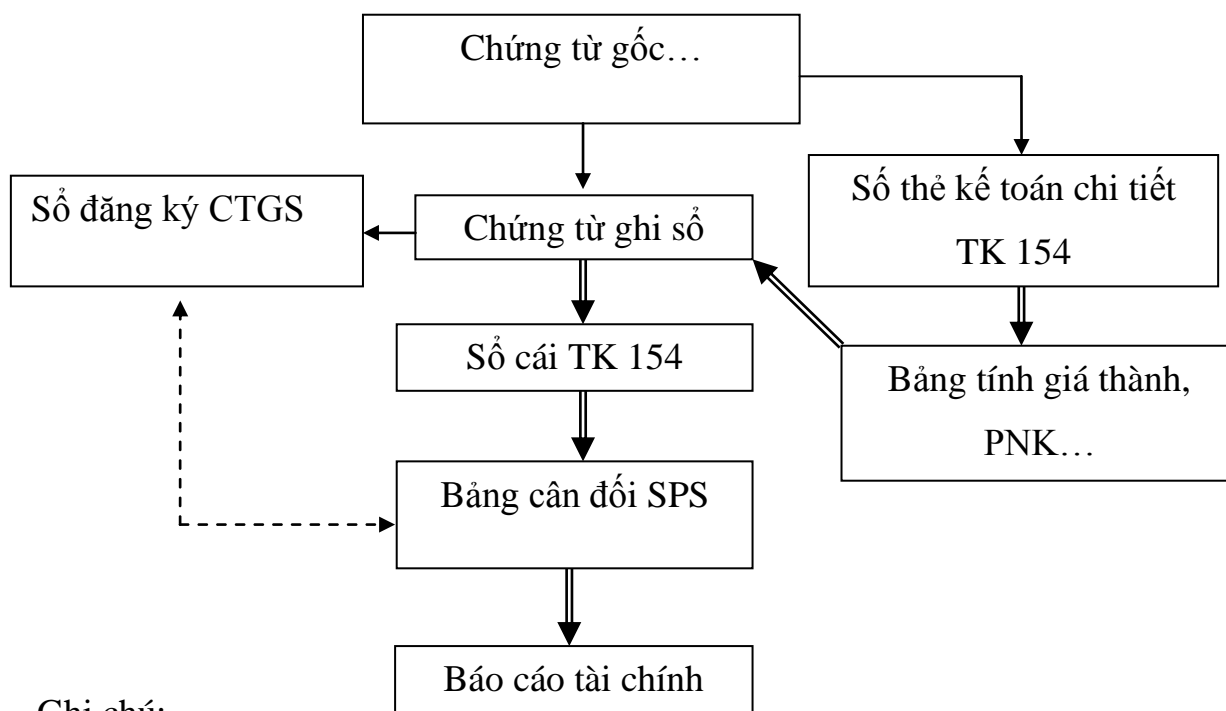 Chứng từ gốc…
Sổ đăng ký CTGS
Chứng từ ghi sổ
Số thẻ kế toán chi tiết
TK 154
Sổ cái TK 154
Bảng tính giá thành,
PNK…
Bảng cân đối SPS
Báo cáo tài chính
Ghi chú: